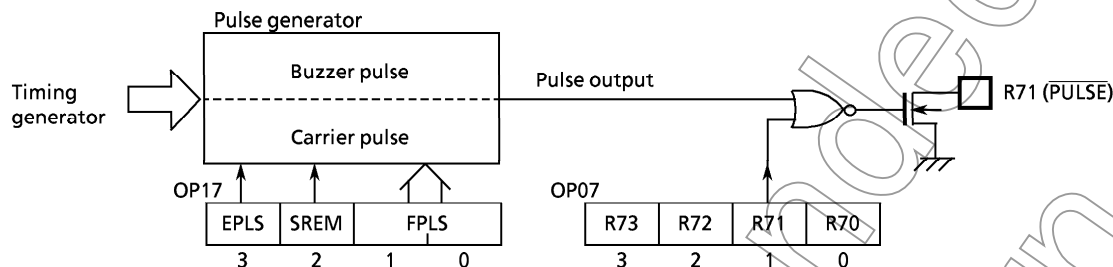 Pulse generator
Buzzer pulse
Timing generator
Pulse output
R71 (PULSE)
Carrier pulse
OP17
EPLS SREM FPLS
3 2 1 0
OP07
R73 R72 R71 R70
3 2 1 0